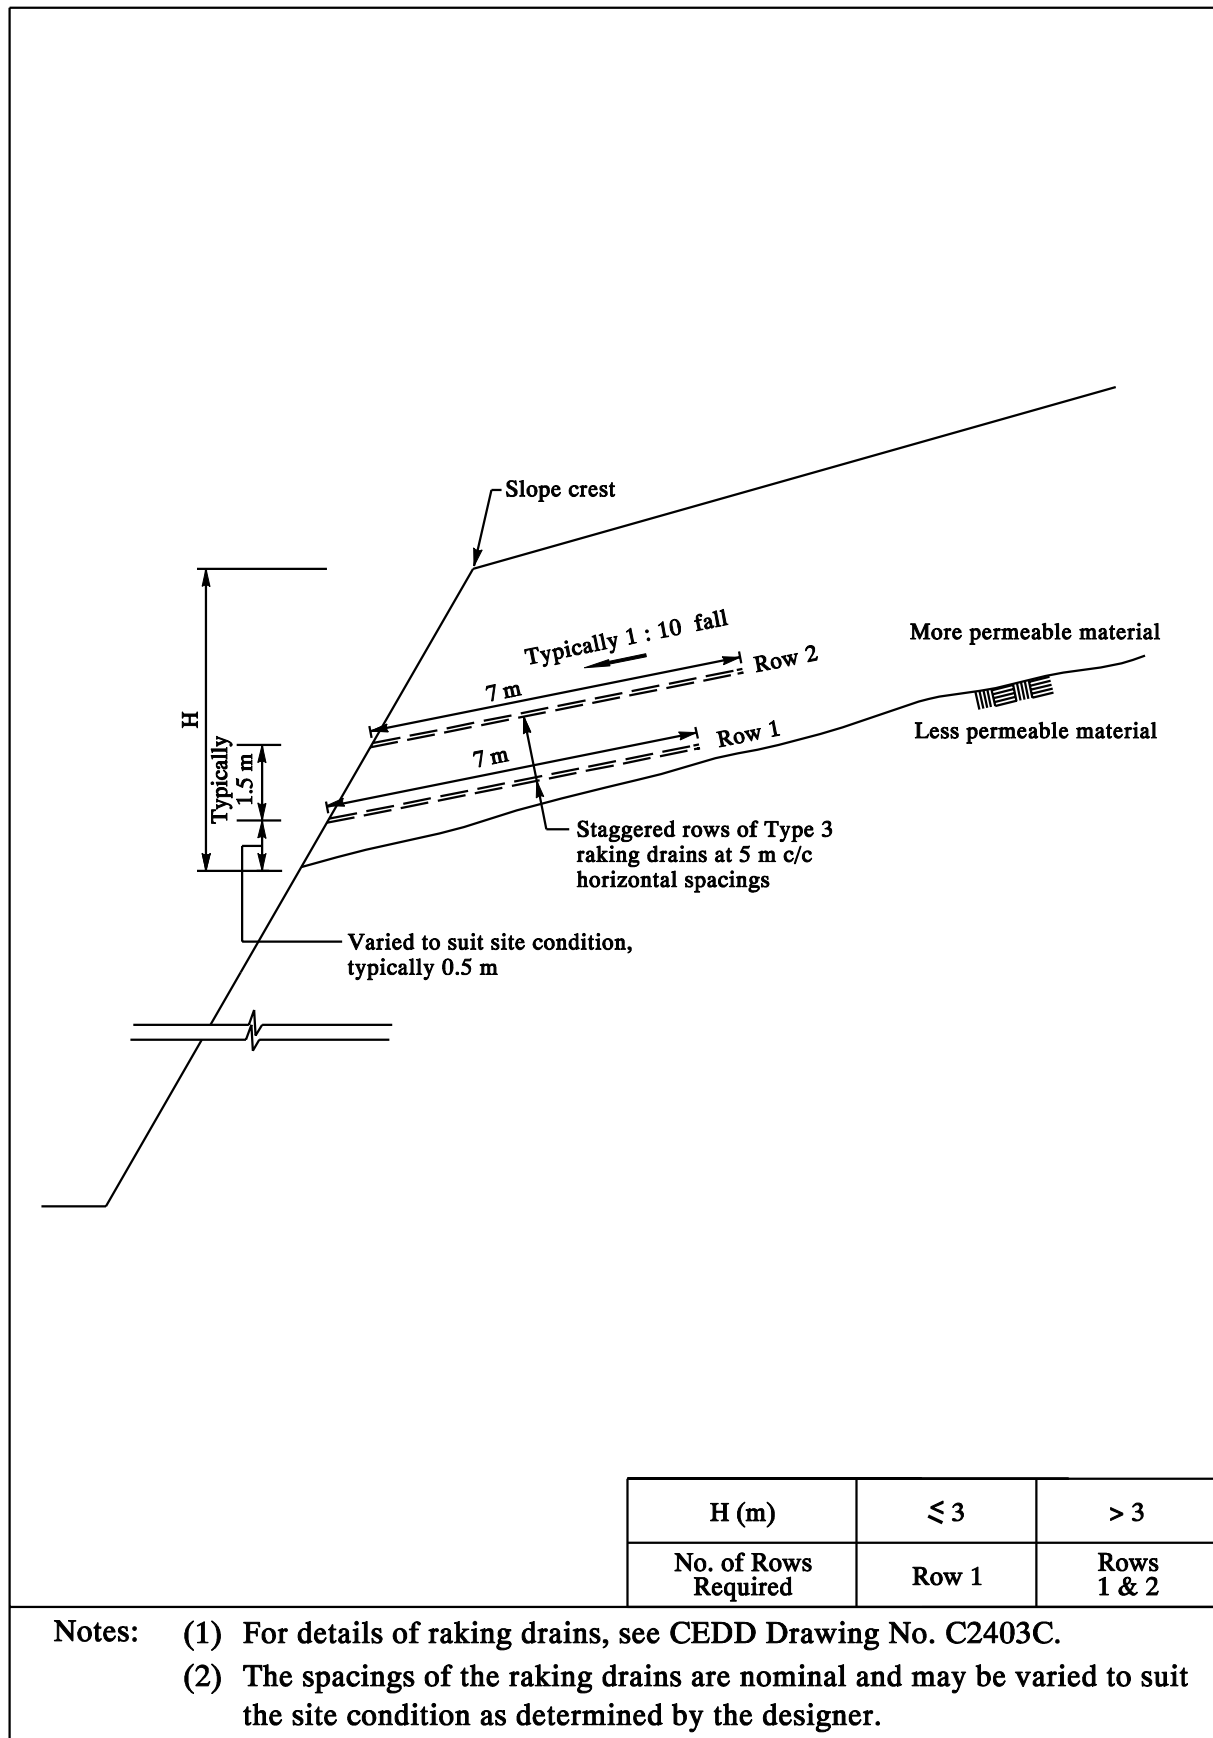 Slope crest
Typically 1 : 10 fall
More permeable material
Row 2
7 m
H
Row 1
Less permeable material
Typically
1.5 m
7 m
Staggered rows of Type 3
raking drains at 5 m c/c
horizontal spacings
Varied to suit site condition,
typically 0.5 m
H (m) ⩽ 3 > 3
No. of Rows
Required
Row 1
Rows
1 & 2
Notes: (1) For details of raking drains, see CEDD Drawing No. C2403C.
(2) The spacings of the raking drains are nominal and may be varied to suit
the site condition as determined by the designer.